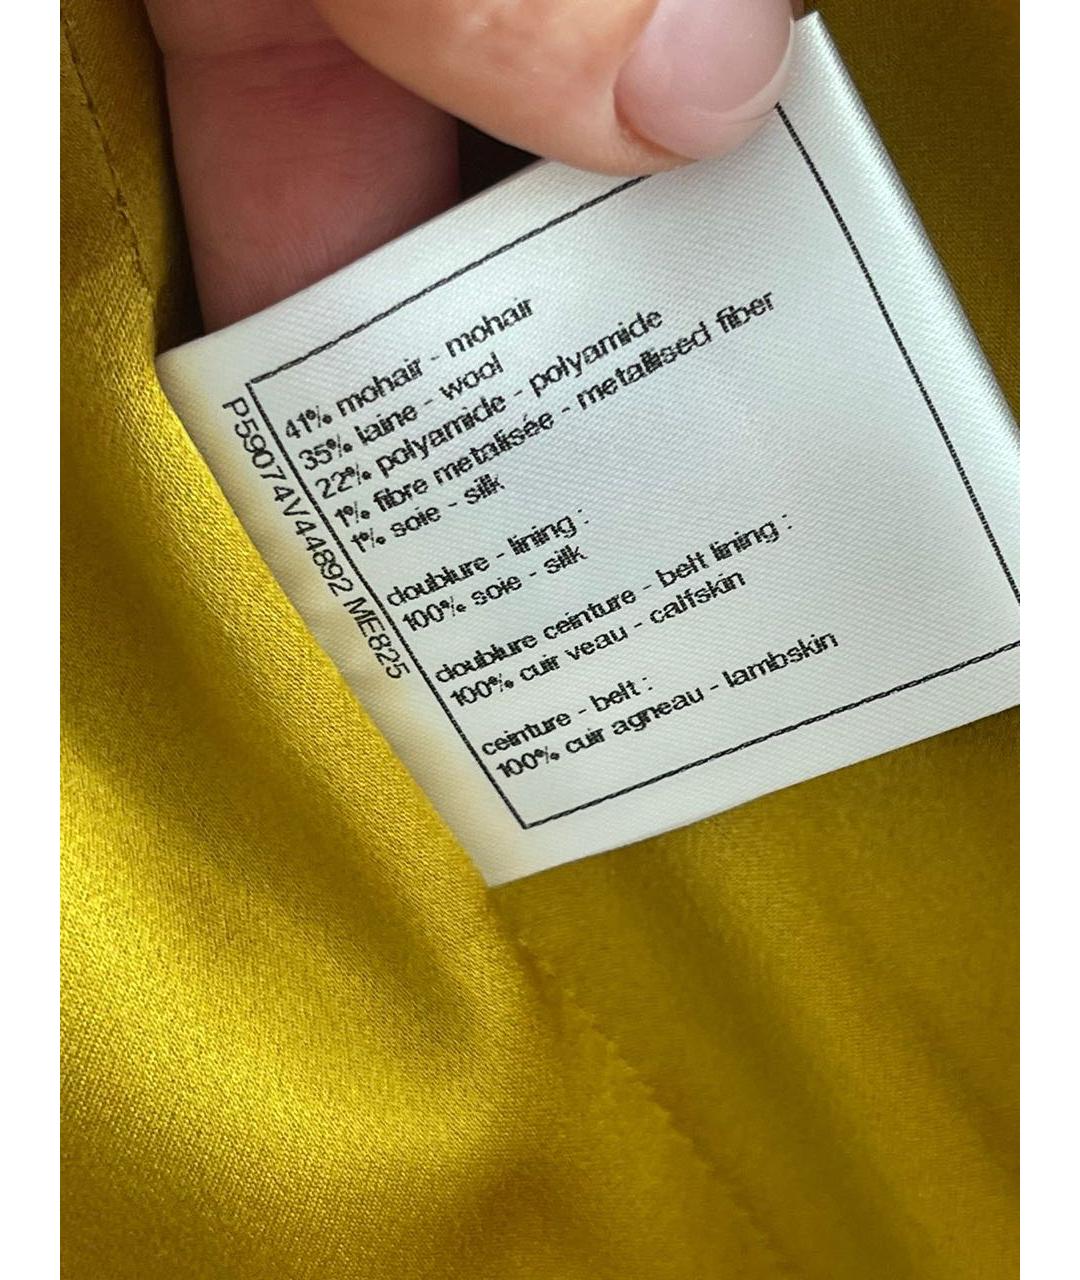 41% mohair - mohair
35% laine - wool
22% polyamide - polyamide
1% fibre metalisée - metallised fiber
1% soie - silk
doublure - lining :
100% soie - silk
doublure ceinture - belt lining :
100% cuir veau - calfskin
ceinture - belt :
100% cuir agneau - lambskin
P59074V44892 ME825